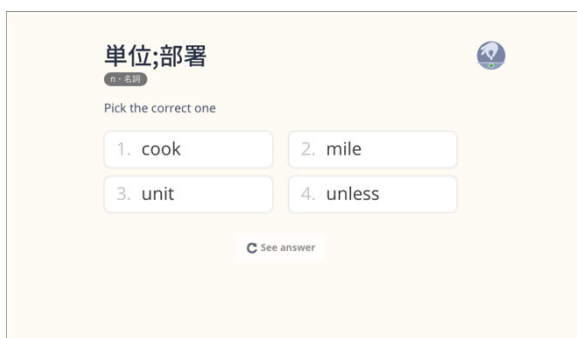 単位;部署
n・名詞
Pick the correct one
1. cook
2. mile
3. unit
4. unless
See answer